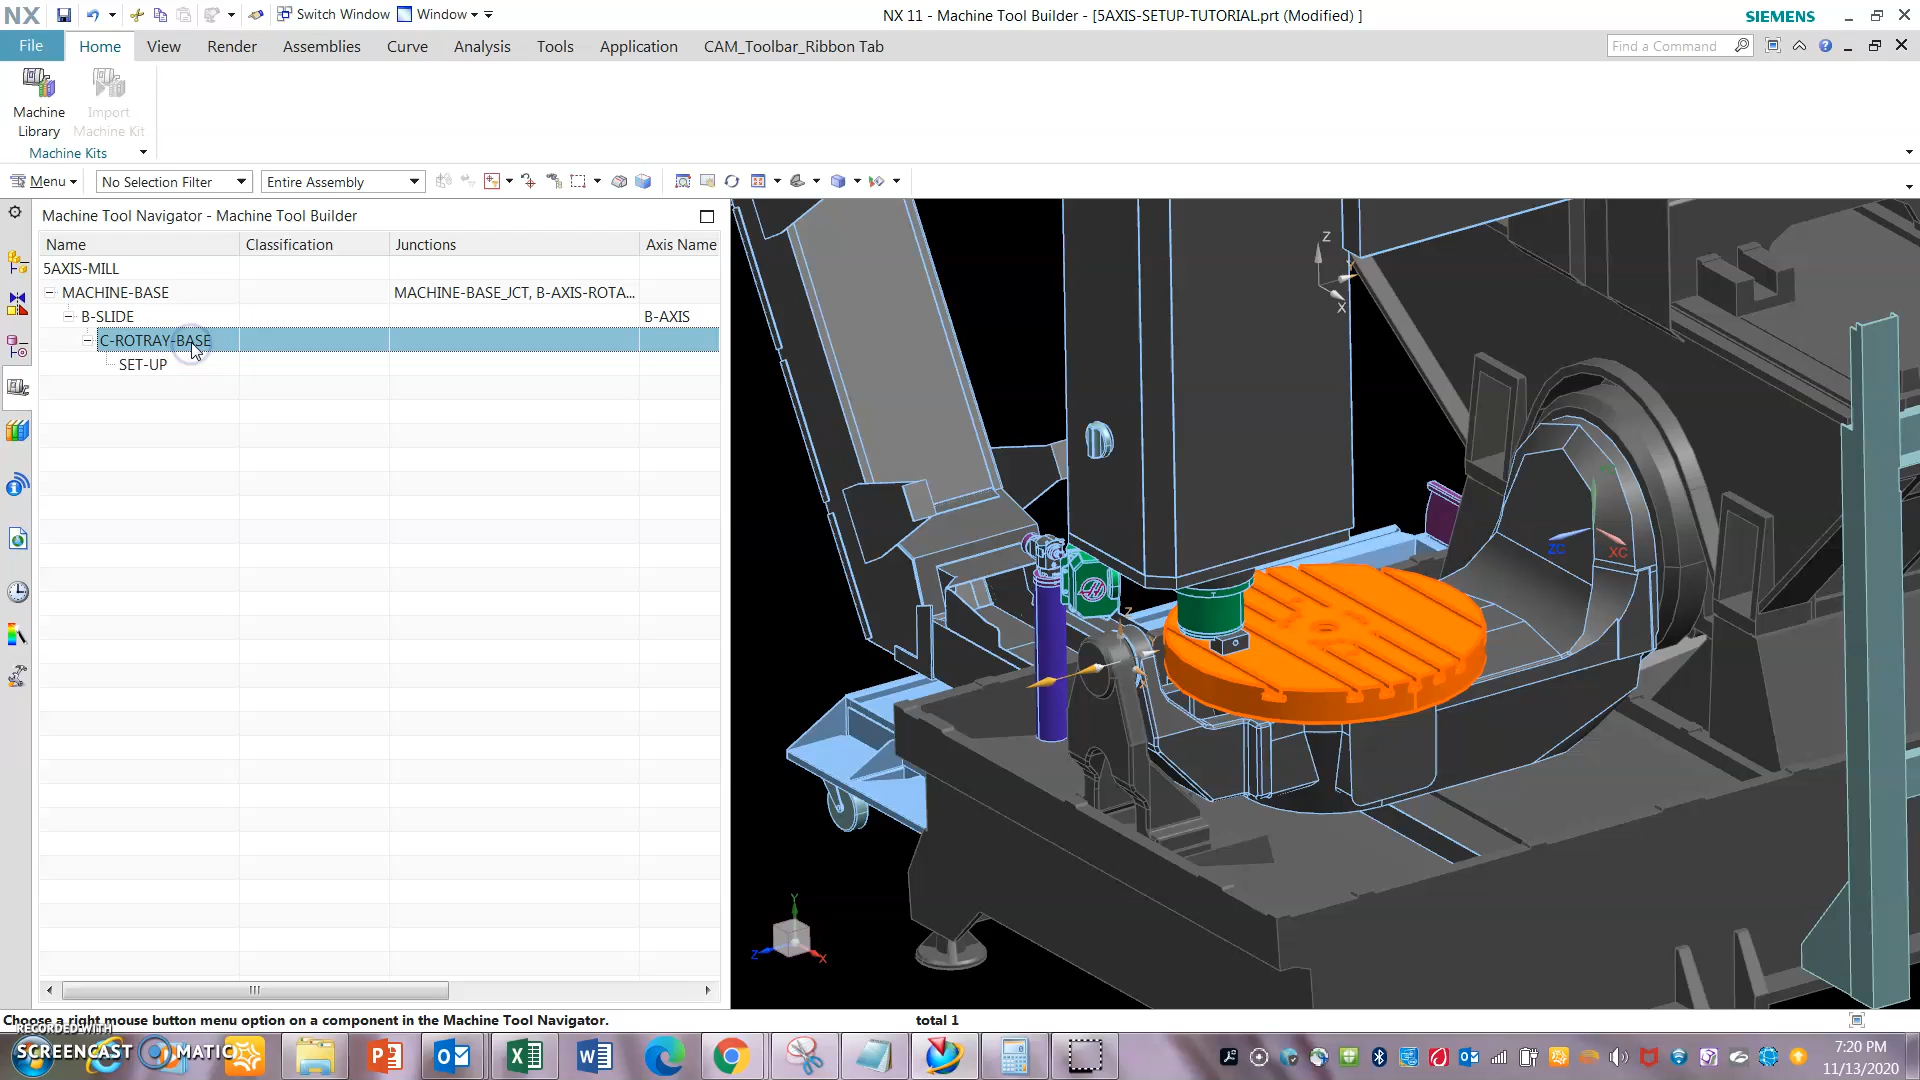 NX
Switch Window
Window
NX 11 - Machine Tool Builder - [5AXIS-SETUP-TUTORIAL.prt (Modified) ]
SIEMENS
File
Home
View
Render
Assemblies
Curve
Analysis
Tools
Application
CAM_Toolbar_Ribbon Tab
Find a Command
Machine
Library
Import
Machine Kit
Machine Kits
Menu
No Selection Filter
Entire Assembly
Machine Tool Navigator - Machine Tool Builder
Name
Classification
Junctions
Axis Name
5AXIS-MILL
MACHINE-BASE
MACHINE-BASE_JCT, B-AXIS-ROTA...
B-SLIDE
B-AXIS
C-ROTRAY-BASE
SET-UP
Z
X
ZC
XC
Z
Y
Z
X
Choose a right mouse button menu option on a component in the Machine Tool Navigator.
total 1
RECORDED WITH
SCREENCAST
MATIC
7:20 PM
11/13/2020